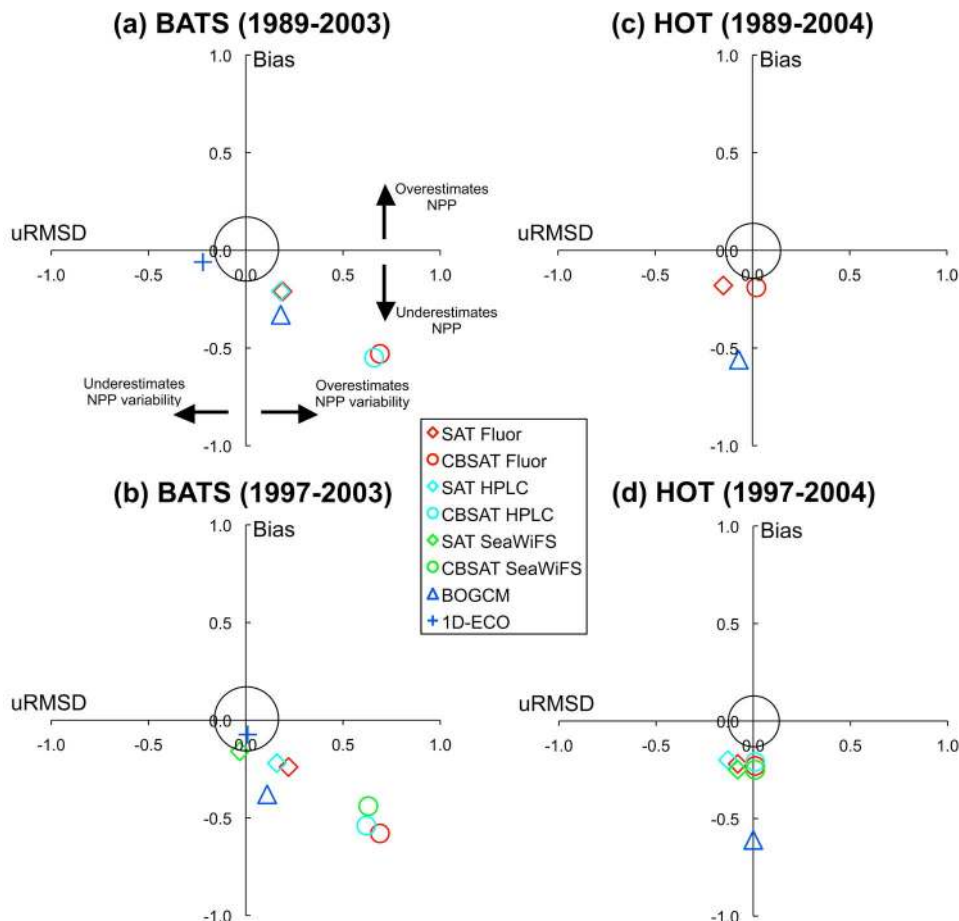 (a) BATS (1989-2003)
1.0
Bias
0.5
Overestimates
NPP
uRMSD
0.0
-1.0
-0.5
0.0
0.5
1.0
Underestimates
NPP
-0.5
Underestimates
NPP variability
Overestimates
NPP variability
-1.0
(c) HOT (1989-2004)
1.0
Bias
0.5
uRMSD
0.0
-1.0
-0.5
0.0
0.5
1.0
-0.5
-1.0
SAT Fluor
CBSAT Fluor
SAT HPLC
CBSAT HPLC
SAT SeaWiFS
CBSAT SeaWiFS
BOGCM
1D-ECO
(b) BATS (1997-2003)
1.0
Bias
0.5
uRMSD
0.0
-1.0
-0.5
0.0
0.5
1.0
-0.5
-1.0
(d) HOT (1997-2004)
1.0
Bias
0.5
uRMSD
0.0
-1.0
-0.5
0.0
0.5
1.0
-0.5
-1.0